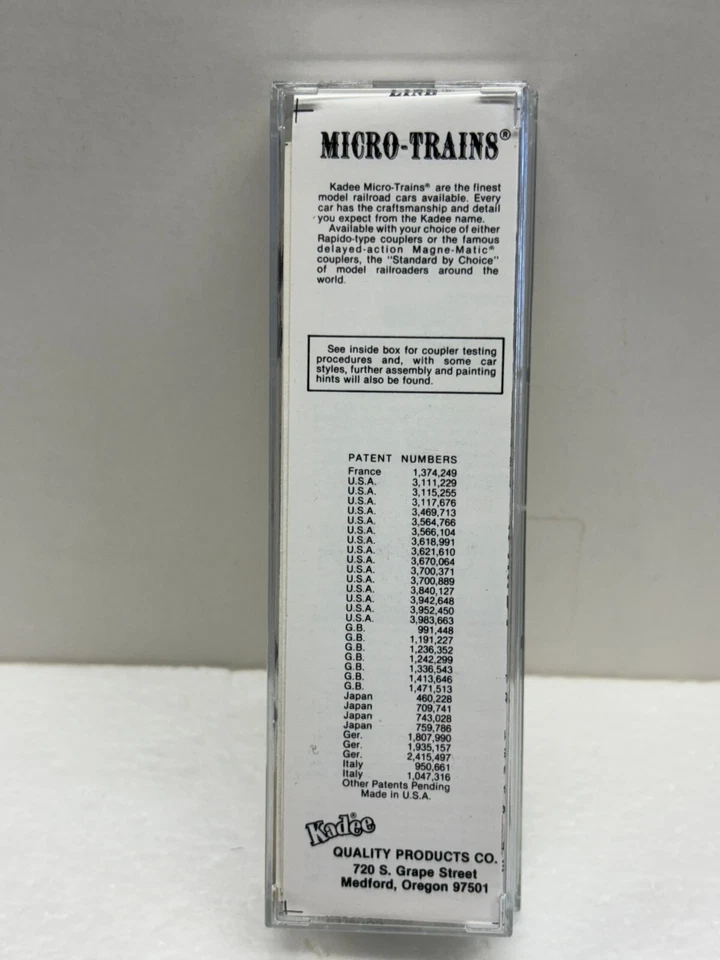 LINE
MICRO-TRAINS®
Kadee Micro-Trains® are the finest
model railroad cars available. Every
car has the craftsmanship and detail
you expect from the Kadee name.
Available with your choice of either
Rapido-type couplers or the famous
delayed-action Magne-Matic®
couplers, the "Standard by Choice"
of model railroaders around the
world.
See inside box for coupler testing
procedures and, with some car
styles, further assembly and painting
hints will also be found.
PATENT NUMBERS
France 1,374,249
U.S.A. 3,111,229
U.S.A. 3,115,255
U.S.A. 3,117,676
U.S.A. 3,469,713
U.S.A. 3,564,766
U.S.A. 3,566,104
U.S.A. 3,618,991
U.S.A. 3,621,610
U.S.A. 3,670,064
U.S.A. 3,700,371
U.S.A. 3,700,889
U.S.A. 3,840,127
U.S.A. 3,942,648
U.S.A. 3,952,450
U.S.A. 3,983,663
G.B. 991,448
G.B. 1,191,227
G.B. 1,236,352
G.B. 1,242,299
G.B. 1,336,543
G.B. 1,413,646
G.B. 1,471,513
Japan 460,228
Japan 709,741
Japan 743,028
Japan 759,786
Ger. 1,807,990
Ger. 1,935,157
Ger. 2,415,497
Italy 950,661
Italy 1,047,316
Other Patents Pending
Made in U.S.A.
Kadee®
QUALITY PRODUCTS CO.
720 S. Grape Street
Medford, Oregon 97501